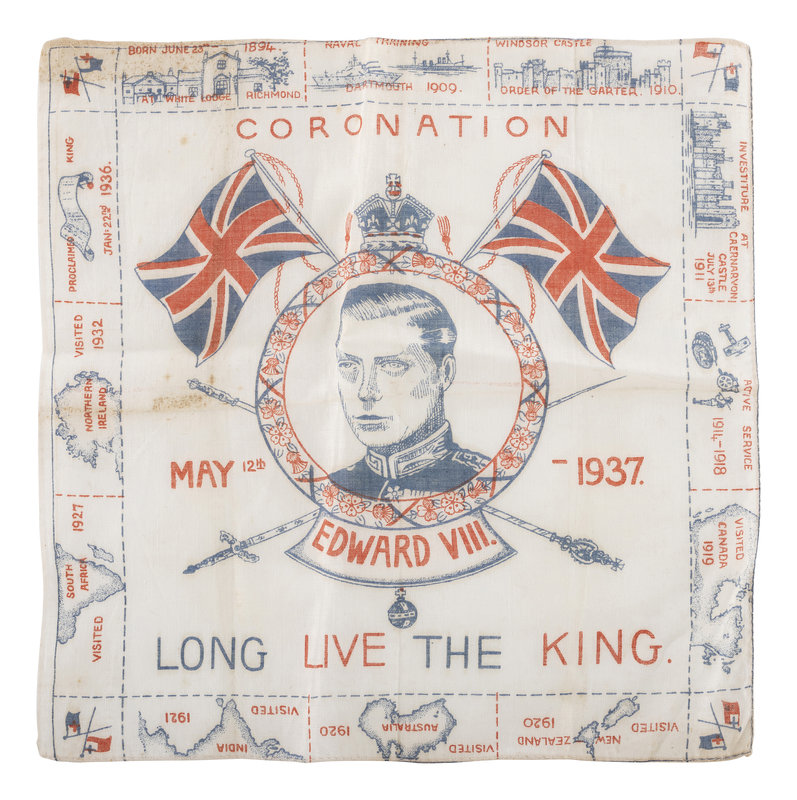 BORN JUNE 23RD 1894.
AT WHITE LODGE RICHMOND
NAVAL TRAINING
DARTMOUTH 1909.
WINDSOR CASTLE
ORDER OF THE GARTER. 1910.
INVESTITURE AT
CAERNARVON
CASTLE
JULY 13th
1911
ACTIVE SERVICE
1914-1918
VISITED
CANADA
1919
VISITED
1920
NEW
ZEALAND
VISITED
AUSTRALIA
1920
VISITED
INDIA
1921
VISITED
SOUTH
AFRICA
1927
VISITED
1932
NORTHERN
IRELAND
PROCLAIMED KING
JAN: 22ND 1936.
CORONATION
MAY 12th - 1937.
EDWARD VIII.
LONG LIVE THE KING.